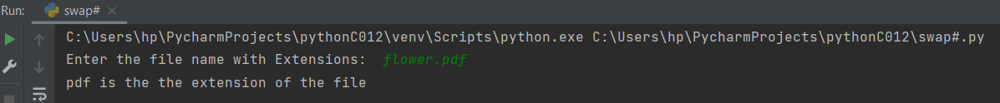 Run: swap# ×
C:\Users\hp\PycharmProjects\pythonC012\venv\Scripts\python.exe C:\Users\hp\PycharmProjects\pythonC012\swap#.py
Enter the file name with Extensions:  flower.pdf
pdf is the the extension of the file